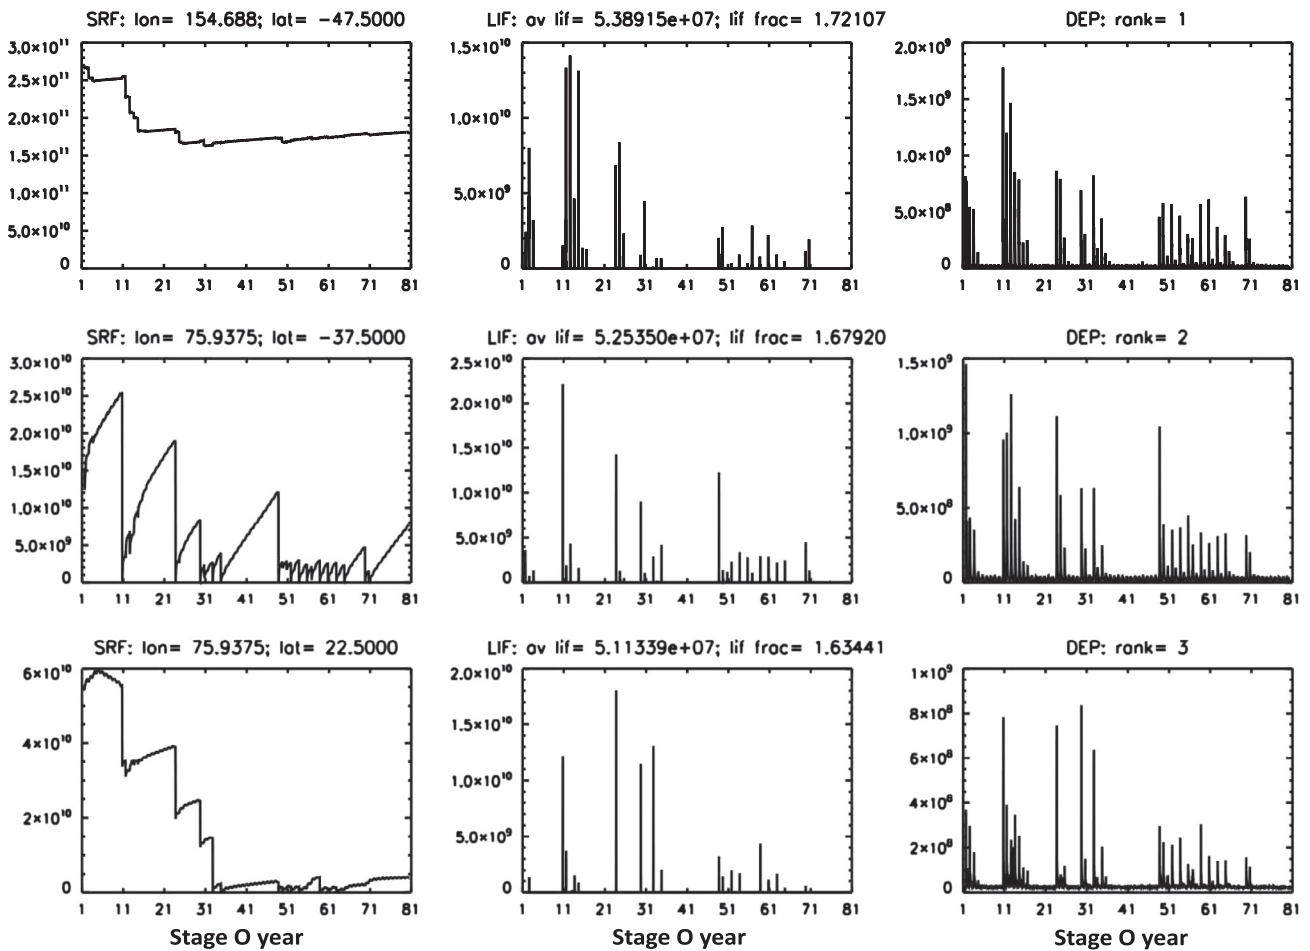 SRF: lon= 154.688; lat= −47.5000
LIF: av lif= 5.38915e+07; lif frac= 1.72107
DEP: rank= 1
3.0×10¹¹
2.5×10¹¹
2.0×10¹¹
1.5×10¹¹
1.0×10¹¹
5.0×10¹⁰
0
1 11 21 31 41 51 61 71 81
1.5×10¹⁰
1.0×10¹⁰
5.0×10⁹
0
1 11 21 31 41 51 61 71 81
2.0×10⁹
1.5×10⁹
1.0×10⁹
5.0×10⁸
0
1 11 21 31 41 51 61 71 81
SRF: lon= 75.9375; lat= −37.5000
LIF: av lif= 5.25350e+07; lif frac= 1.67920
DEP: rank= 2
3.0×10¹⁰
2.5×10¹⁰
2.0×10¹⁰
1.5×10¹⁰
1.0×10¹⁰
5.0×10⁹
0
1 11 21 31 41 51 61 71 81
2.5×10¹⁰
2.0×10¹⁰
1.5×10¹⁰
1.0×10¹⁰
5.0×10⁹
0
1 11 21 31 41 51 61 71 81
1.5×10⁹
1.0×10⁹
5.0×10⁸
0
1 11 21 31 41 51 61 71 81
SRF: lon= 75.9375; lat= 22.5000
LIF: av lif= 5.11339e+07; lif frac= 1.63441
DEP: rank= 3
6×10¹⁰
4×10¹⁰
2×10¹⁰
0
1 11 21 31 41 51 61 71 81
Stage O year
2.0×10¹⁰
1.5×10¹⁰
1.0×10¹⁰
5.0×10⁹
0
1 11 21 31 41 51 61 71 81
Stage O year
1×10⁹
8×10⁸
6×10⁸
4×10⁸
2×10⁸
0
1 11 21 31 41 51 61 71 81
Stage O year